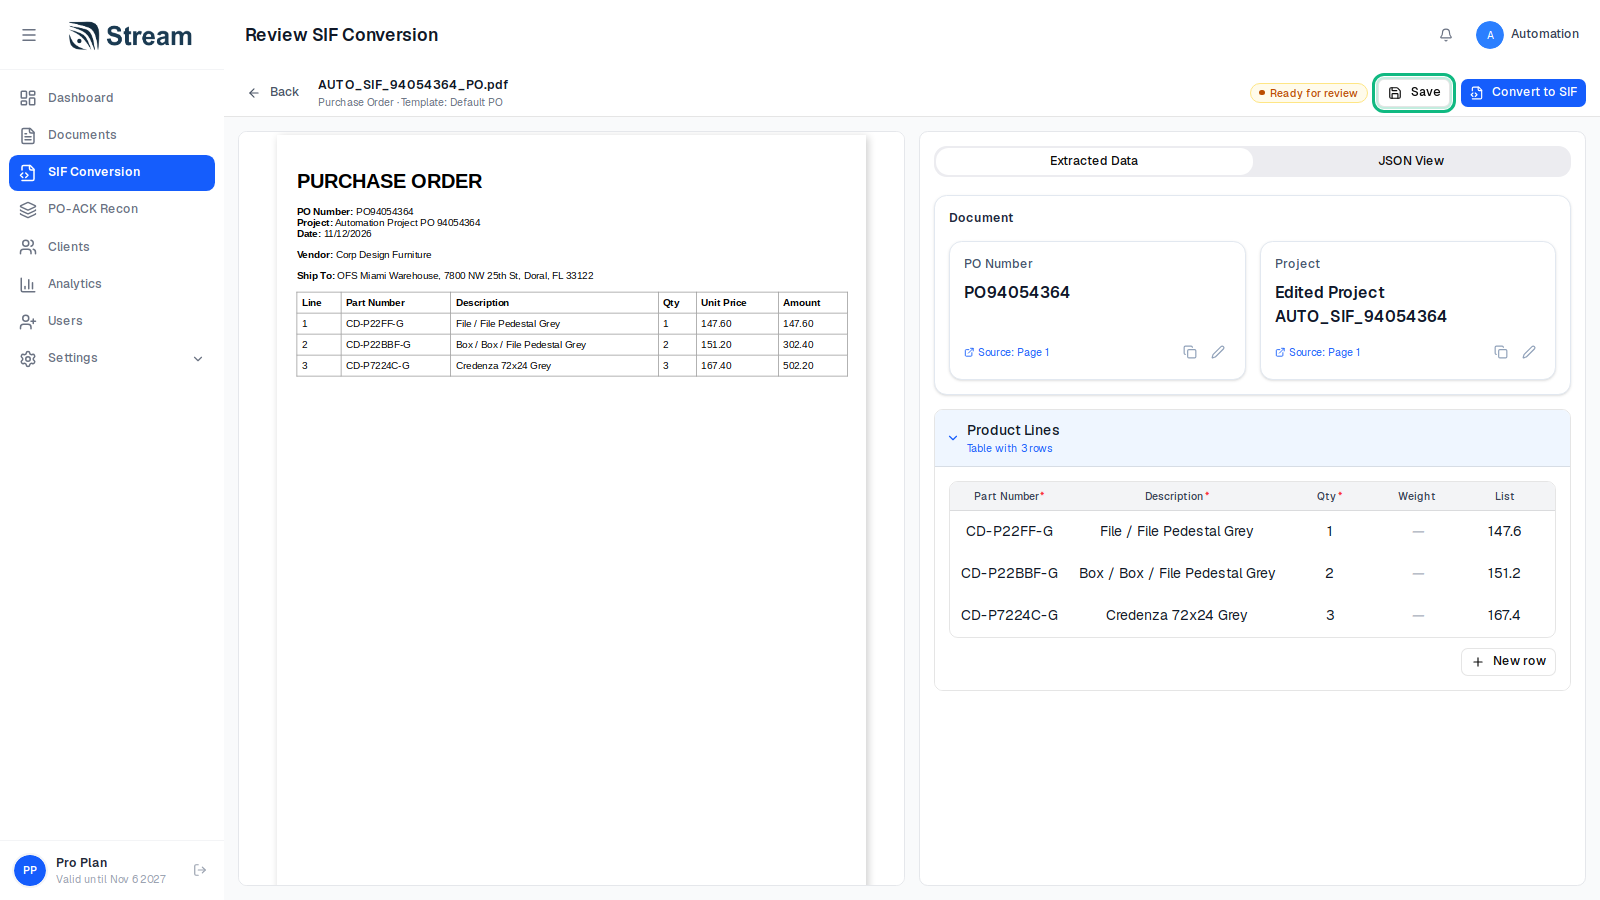 Stream
Review SIF Conversion
A
Automation
Back
AUTO_SIF_94054364_PO.pdf
Purchase Order · Template: Default PO
Ready for review
Save
Convert to SIF
Dashboard
Documents
SIF Conversion
PO-ACK Recon
Clients
Analytics
Users
Settings
PP
Pro Plan
Valid until Nov 6 2027
PURCHASE ORDER
PO Number: PO94054364
Project: Automation Project PO 94054364
Date: 11/12/2026
Vendor: Corp Design Furniture
Ship To: OFS Miami Warehouse, 7800 NW 25th St, Doral, FL 33122
Line Part Number Description Qty Unit Price Amount
1 CD-P22FF-G File / File Pedestal Grey 1 147.60 147.60
2 CD-P22BBF-G Box / Box / File Pedestal Grey 2 151.20 302.40
3 CD-P7224C-G Credenza 72x24 Grey 3 167.40 502.20
Extracted Data
JSON View
Document
PO Number
PO94054364
Source: Page 1
Project
Edited Project
AUTO_SIF_94054364
Source: Page 1
Product Lines
Table with 3 rows
Part Number* Description* Qty* Weight List
CD-P22FF-G File / File Pedestal Grey 1 — 147.6
CD-P22BBF-G Box / Box / File Pedestal Grey 2 — 151.2
CD-P7224C-G Credenza 72x24 Grey 3 — 167.4
New row